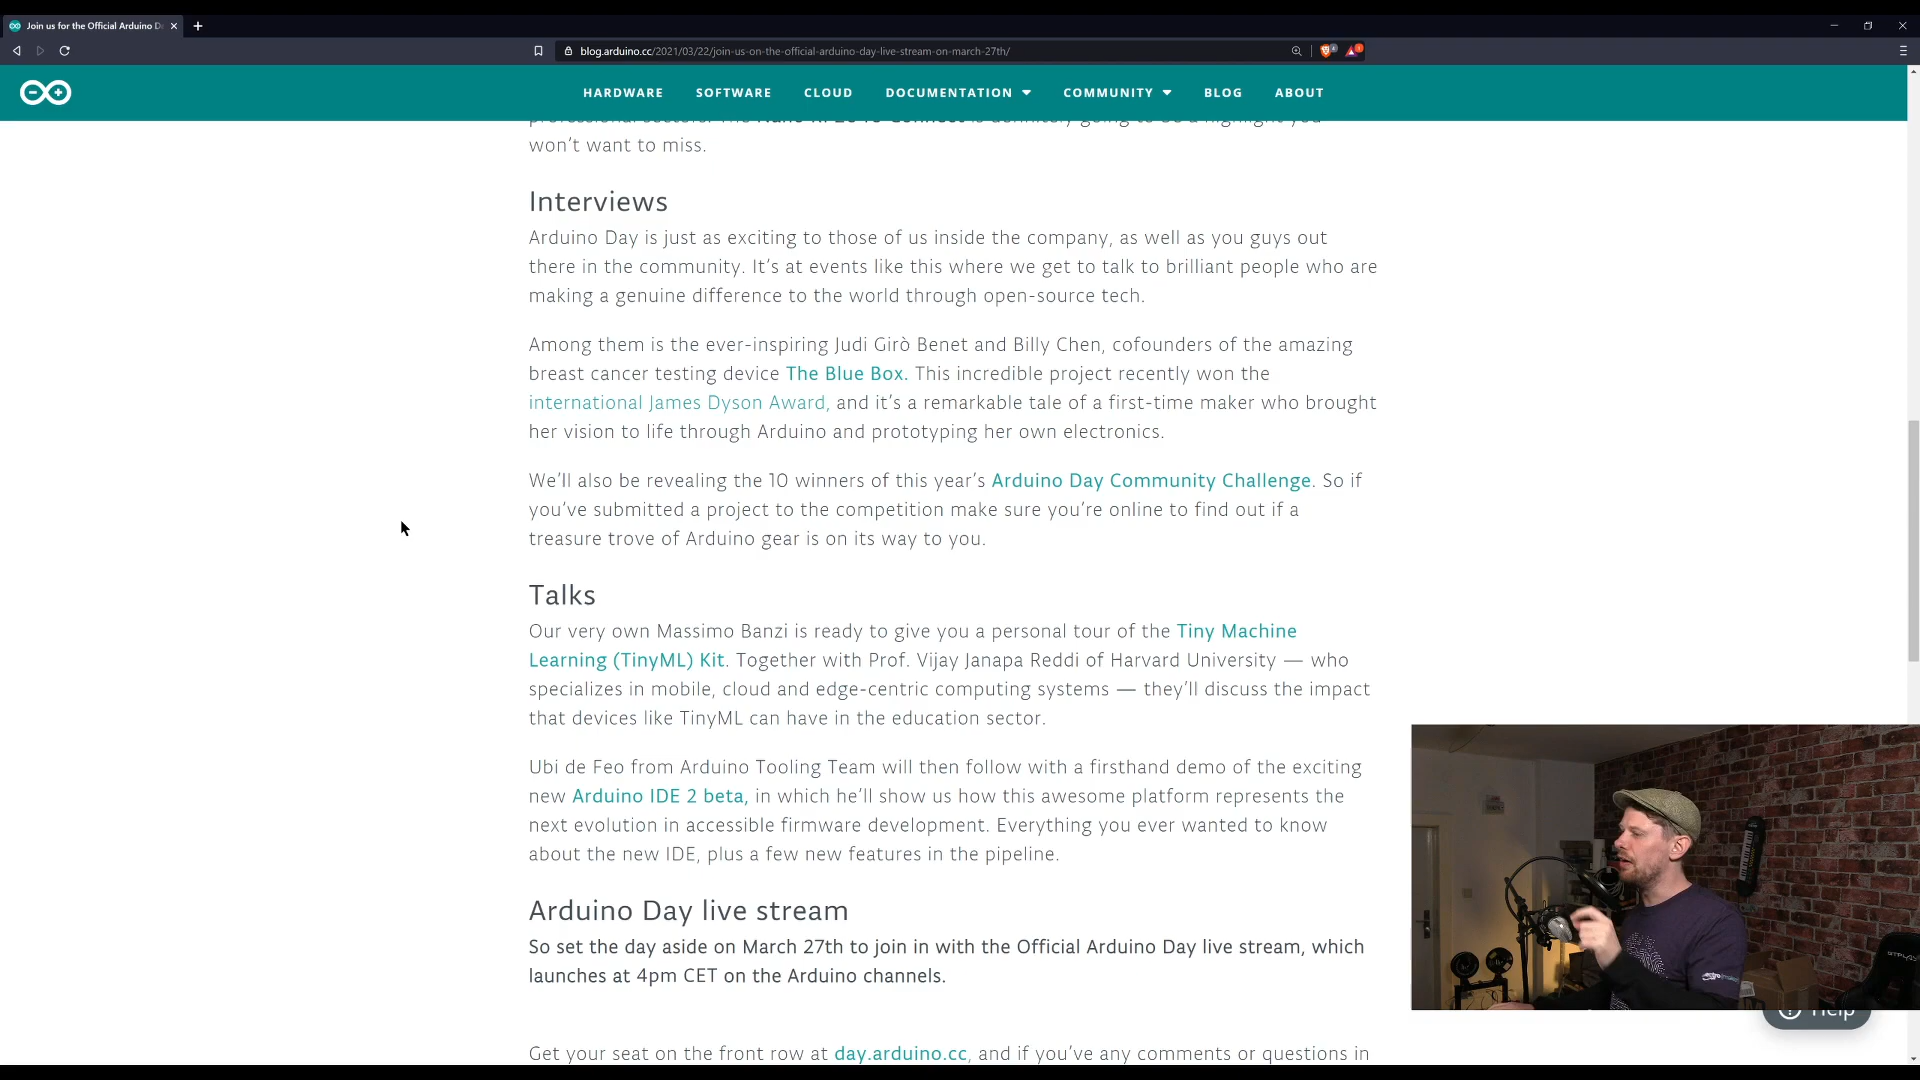 Join us for the Official Arduino D
blog.arduino.cc/2021/03/22/join-us-on-the-official-arduino-day-live-stream-on-march-27th/
HARDWARE SOFTWARE CLOUD DOCUMENTATION COMMUNITY BLOG ABOUT
won't want to miss.
Interviews
Arduino Day is just as exciting to those of us inside the company, as well as you guys out
there in the community. It's at events like this where we get to talk to brilliant people who are
making a genuine difference to the world through open-source tech.
Among them is the ever-inspiring Judi Girò Benet and Billy Chen, cofounders of the amazing
breast cancer testing device The Blue Box. This incredible project recently won the
international James Dyson Award, and it's a remarkable tale of a first-time maker who brought
her vision to life through Arduino and prototyping her own electronics.
We'll also be revealing the 10 winners of this year's Arduino Day Community Challenge. So if
you've submitted a project to the competition make sure you're online to find out if a
treasure trove of Arduino gear is on its way to you.
Talks
Our very own Massimo Banzi is ready to give you a personal tour of the Tiny Machine
Learning (TinyML) Kit. Together with Prof. Vijay Janapa Reddi of Harvard University — who
specializes in mobile, cloud and edge-centric computing systems — they'll discuss the impact
that devices like TinyML can have in the education sector.
Ubi de Feo from Arduino Tooling Team will then follow with a firsthand demo of the exciting
new Arduino IDE 2 beta, in which he'll show us how this awesome platform represents the
next evolution in accessible firmware development. Everything you ever wanted to know
about the new IDE, plus a few new features in the pipeline.
Arduino Day live stream
So set the day aside on March 27th to join in with the Official Arduino Day live stream, which
launches at 4pm CET on the Arduino channels.
Help
Get your seat on the front row at day.arduino.cc, and if you've any comments or questions in